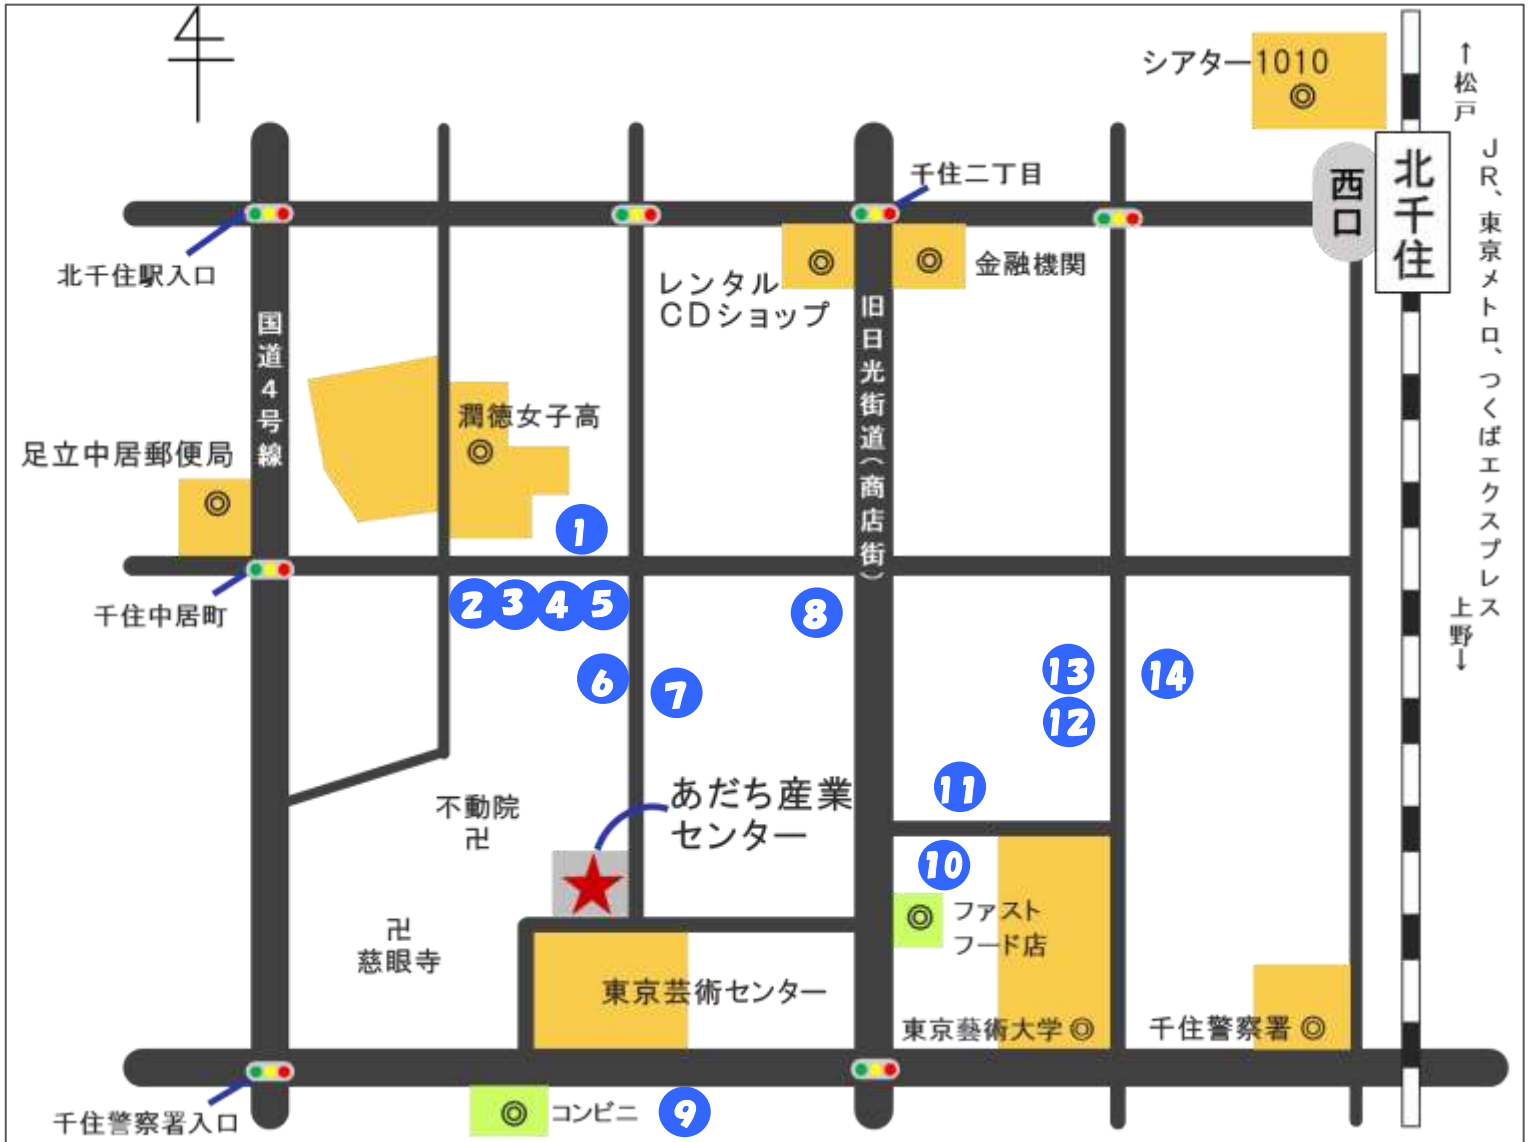 シアター1010
↑松戸
北千住
西口
JR、東京メトロ、つくばエクスプレス
上野↓
千住二丁目
北千住駅入口
レンタル
CDショップ
金融機関
国道4号線
旧日光街道(商店街)
潤徳女子高
足立中居郵便局
1
千住中居町
2 3 4 5
8
6
7
13
14
12
11
あだち産業
センター
不動院
卍
10
ファスト
フード店
卍
慈眼寺
東京芸術センター
東京藝術大学
千住警察署
千住警察署入口
コンビニ
9